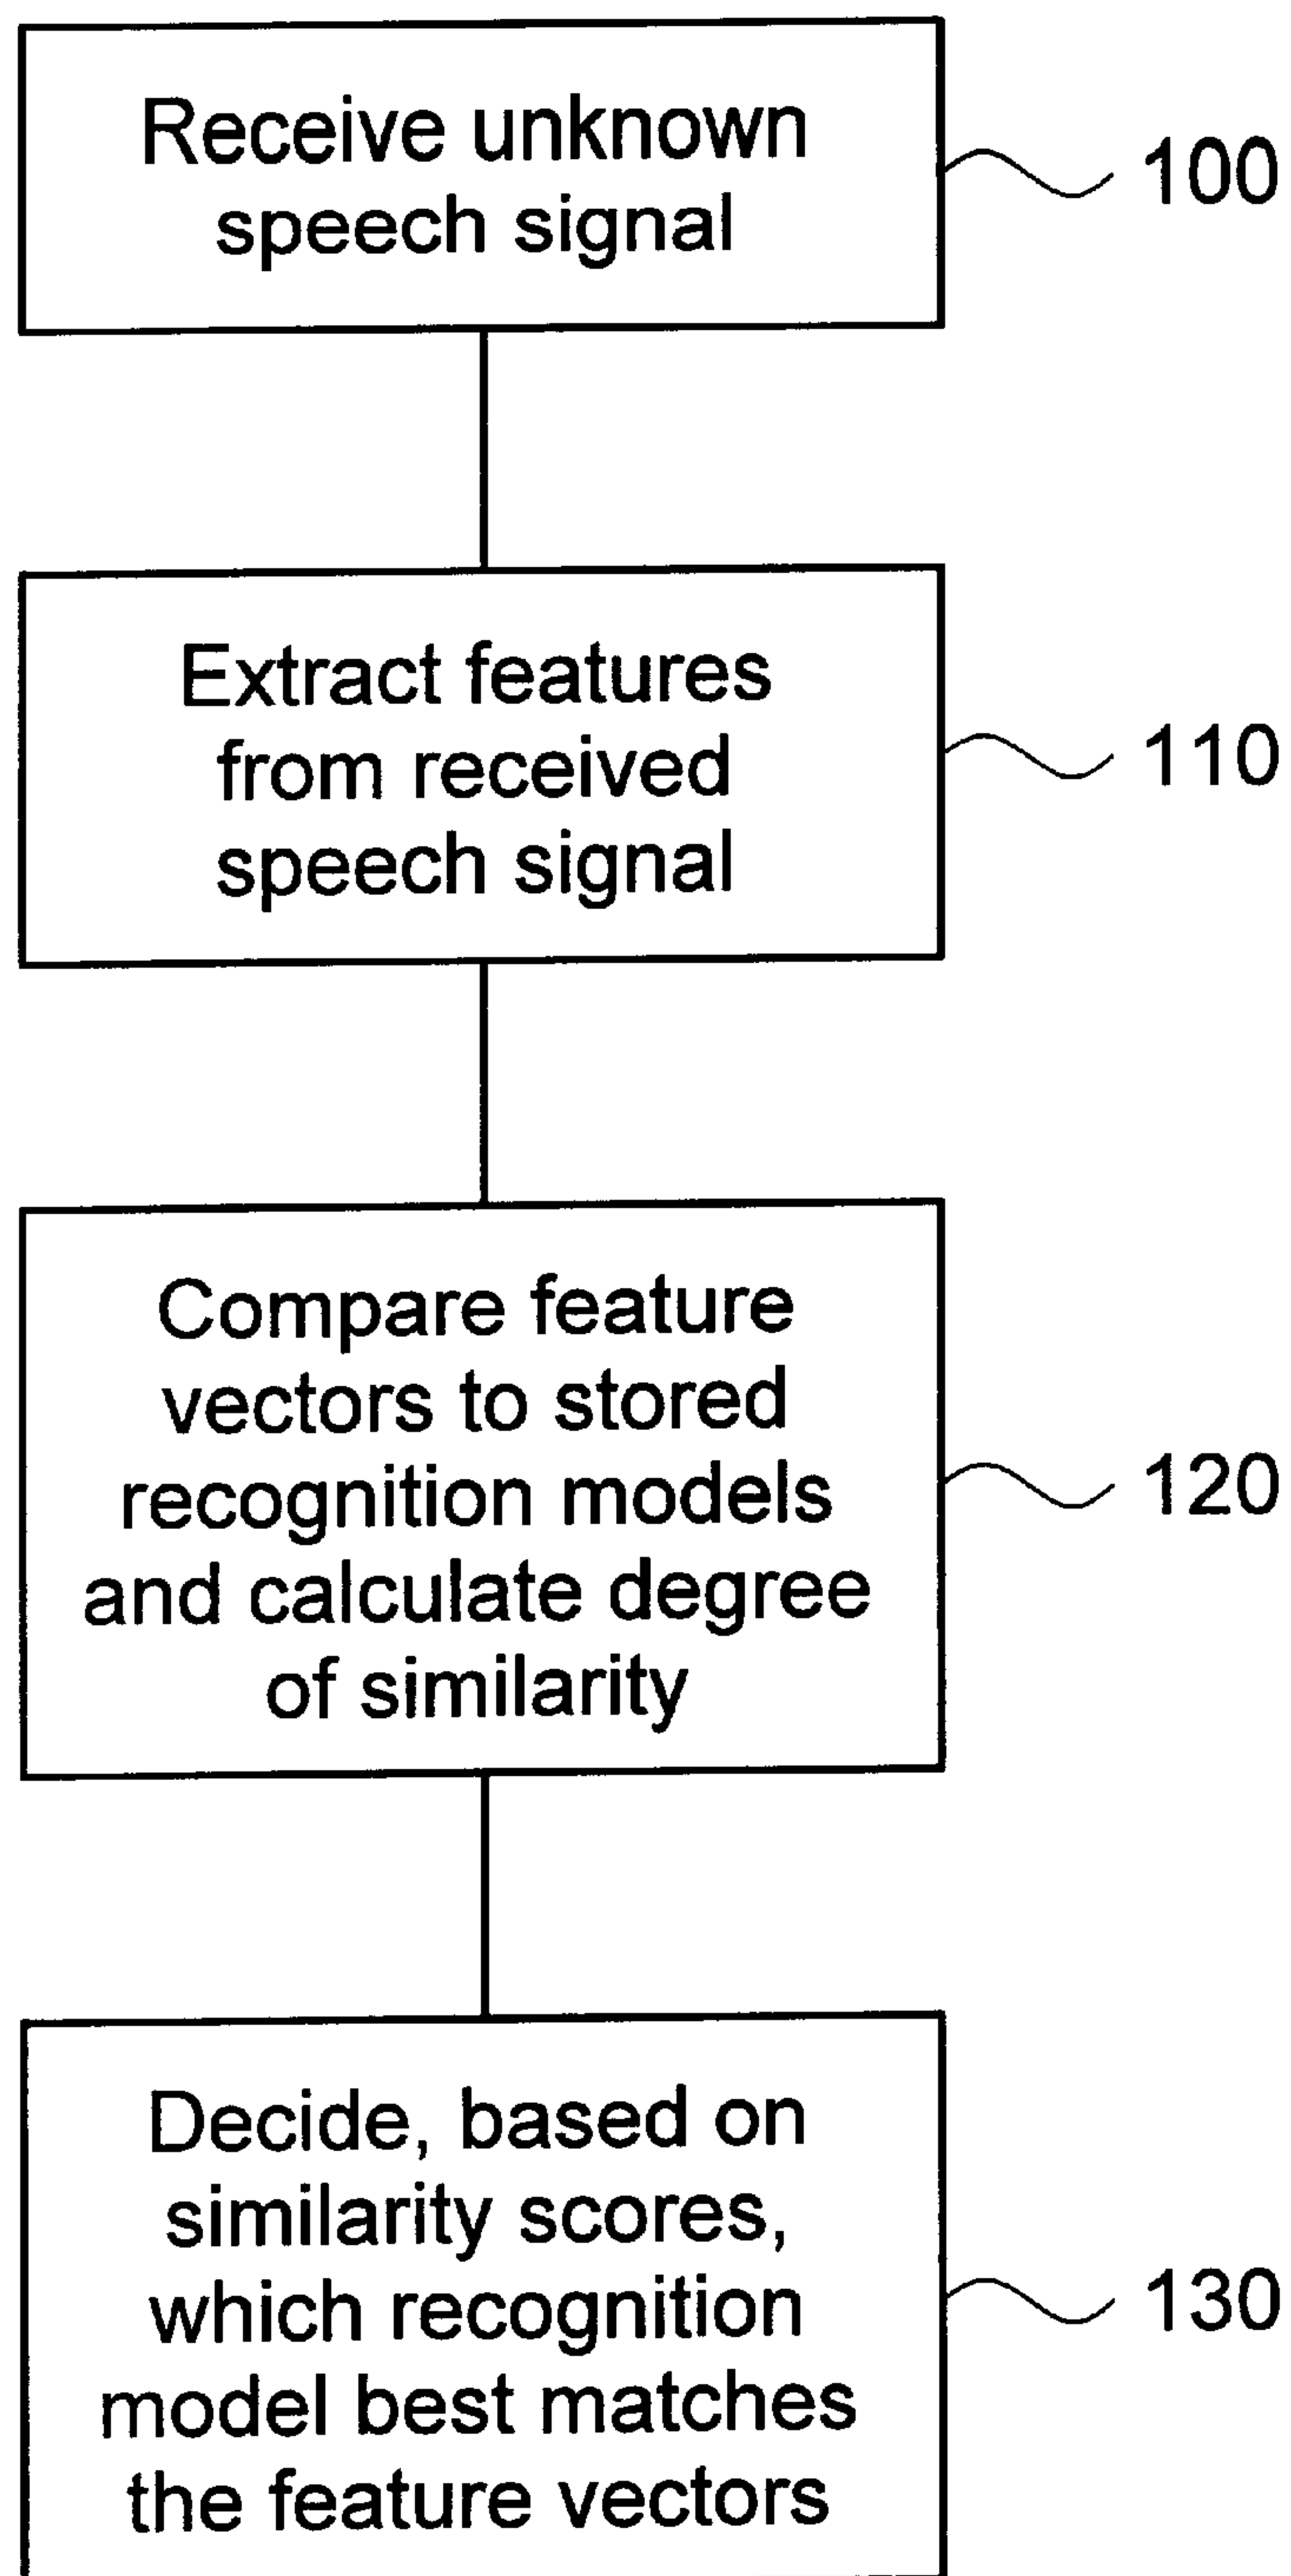 Receive unknown
speech signal
100
Extract features
from received
speech signal
110
Compare feature
vectors to stored
recognition models
and calculate degree
of similarity
120
Decide, based on
similarity scores,
which recognition
model best matches
the feature vectors
130